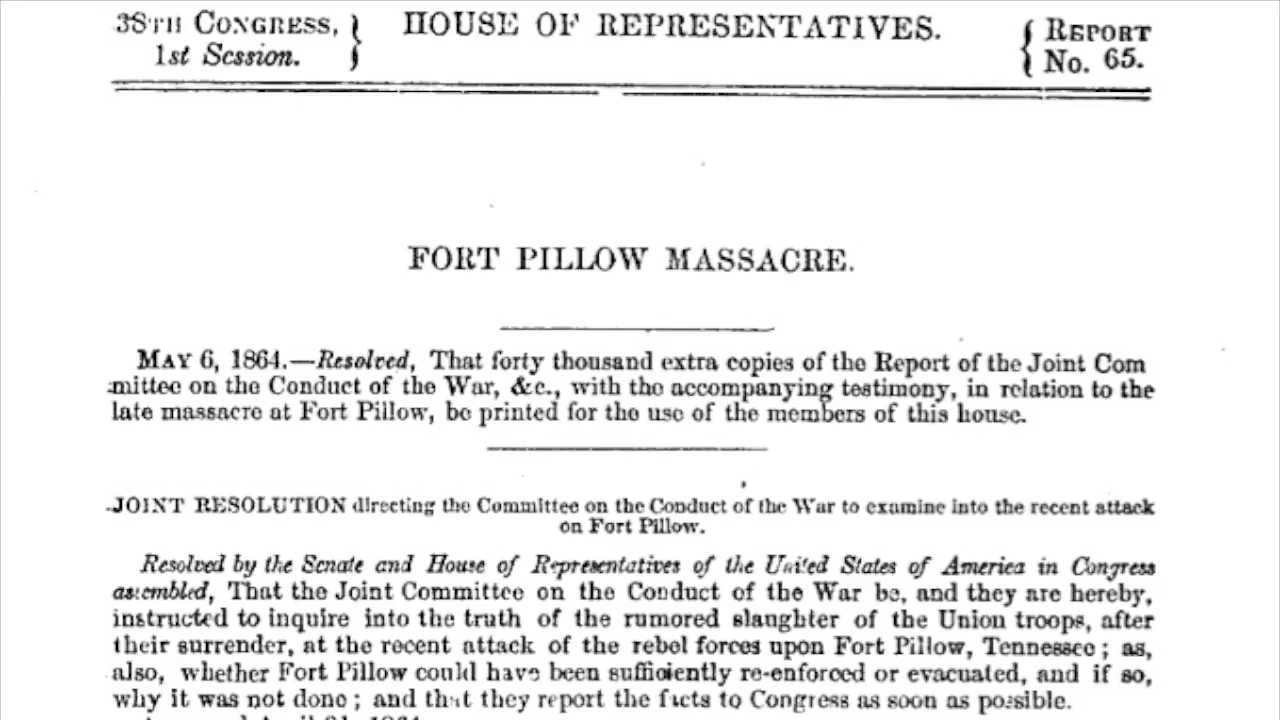 38TH CONGRESS, HOUSE OF REPRESENTATIVES. REPORT
1st Session. No. 65.
FORT PILLOW MASSACRE.
MAY 6, 1864.—Resolved, That forty thousand extra copies of the Report of the Joint Com
mittee on the Conduct of the War, &c., with the accompanying testimony, in relation to the
late massacre at Fort Pillow, be printed for the use of the members of this house.
JOINT RESOLUTION directing the Committee on the Conduct of the War to examine into the recent attack
on Fort Pillow.
Resolved by the Senate and House of Representatives of the United States of America in Congress
assembled, That the Joint Committee on the Conduct of the War be, and they are hereby,
instructed to inquire into the truth of the rumored slaughter of the Union troops, after
their surrender, at the recent attack of the rebel forces upon Fort Pillow, Tennessee; as,
also, whether Fort Pillow could have been sufficiently re-enforced or evacuated, and if so,
why it was not done; and that they report the facts to Congress as soon as possible.